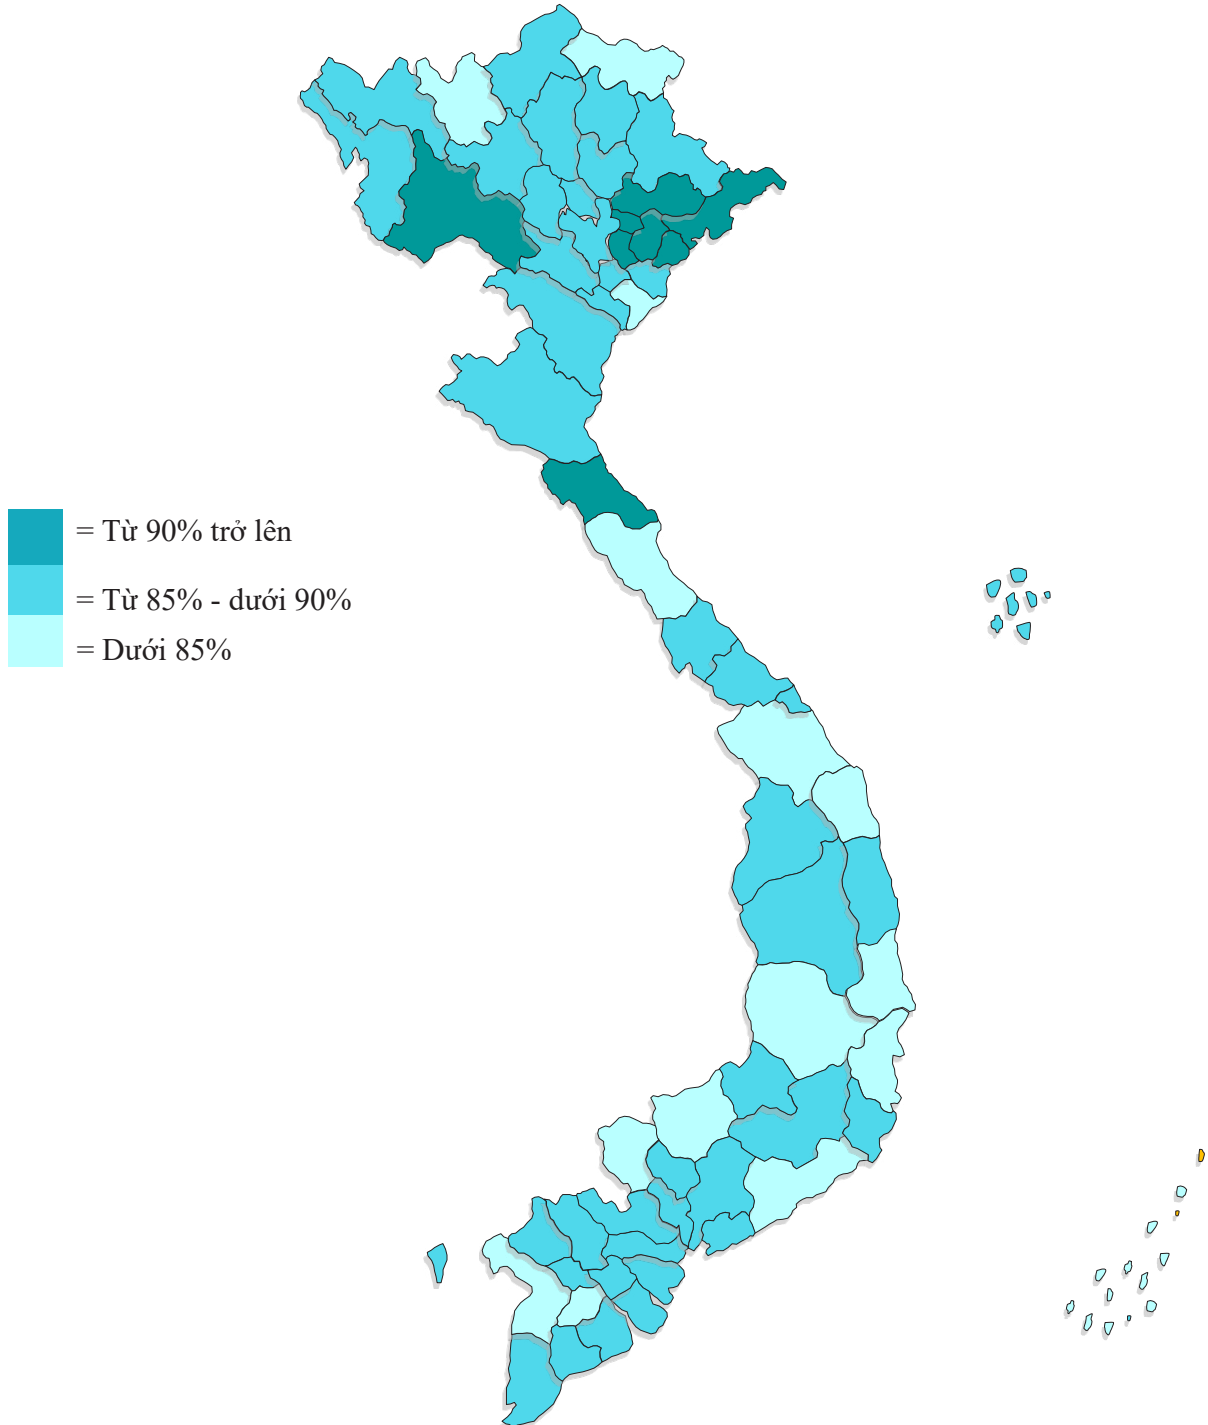 = Từ 90% trở lên
= Từ 85% - dưới 90%
= Dưới 85%